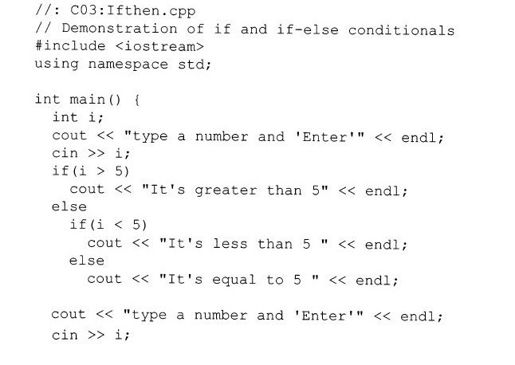 //: C03:Ifthen.cpp
// Demonstration of if and if-else conditionals
#include <iostream>
using namespace std;

int main() {
  int i;
  cout << "type a number and 'Enter'" << endl;
  cin >> i;
  if(i > 5)
    cout << "It's greater than 5" << endl;
  else
    if(i < 5)
      cout << "It's less than 5 " << endl;
    else
      cout << "It's equal to 5 " << endl;

  cout << "type a number and 'Enter'" << endl;
  cin >> i;